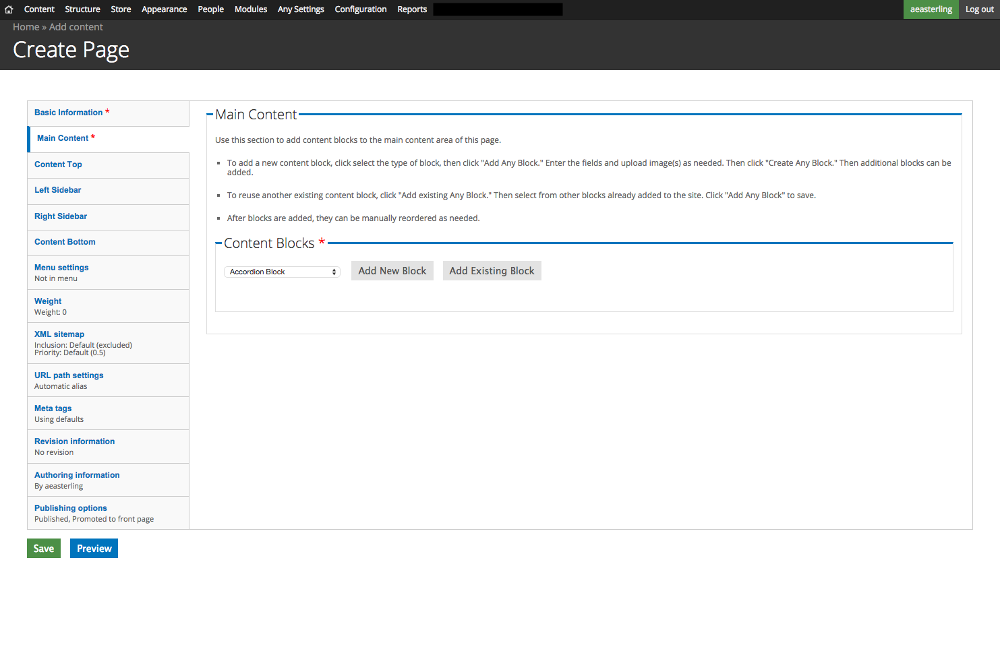 Content Structure Store Appearance People Modules Any Settings Configuration Reports aeasterling Log out
Home » Add content
Create Page
Basic Information *
Main Content *
Content Top
Left Sidebar
Right Sidebar
Content Bottom
Menu settings
Not in menu
Weight
Weight: 0
XML sitemap
Inclusion: Default (excluded)
Priority: Default (0.5)
URL path settings
Automatic alias
Meta tags
Using defaults
Revision information
No revision
Authoring information
By aeasterling
Publishing options
Published, Promoted to front page
Main Content
Use this section to add content blocks to the main content area of this page.
To add a new content block, click select the type of block, then click "Add Any Block." Enter the fields and upload image(s) as needed. Then click "Create Any Block." Then additional blocks can be
added.
To reuse another existing content block, click "Add existing Any Block." Then select from other blocks already added to the site. Click "Add Any Block" to save.
After blocks are added, they can be manually reordered as needed.
Content Blocks *
Accordion Block Add New Block Add Existing Block
Save Preview